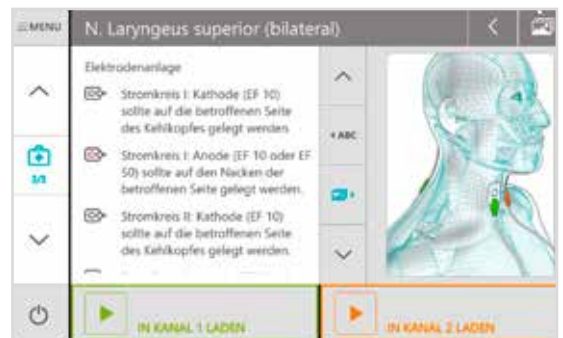 MENU
N. Laryngeus superior (bilateral)
Elektrodenanlage
Stromkreis I: Kathode (EF 10)
sollte auf die betroffenen Seite
des Kehlkopfes gelegt werden
Stromkreis I: Anode (EF 10 oder EF
50) sollte auf den Nacken der
betroffenen Seite gelegt werden.
Stromkreis II: Kathode (EF 10)
sollte auf die betroffenen Seite
des Kehlkopfes gelegt werden.
ABC
3/3
IN KANAL 1 LADEN
IN KANAL 2 LADEN